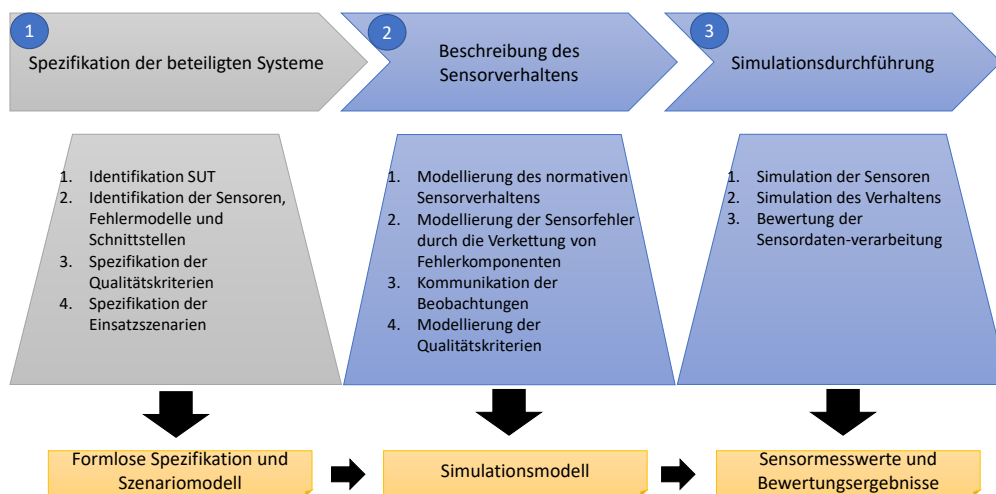 1
Spezifikation der beteiligten Systeme
2
Beschreibung des
Sensorverhaltens
3
Simulationsdurchführung
1. Identifikation SUT
2. Identifikation der Sensoren,
Fehlermodelle und
Schnittstellen
3. Spezifikation der
Qualitätskriterien
4. Spezifikation der
Einsatzszenarien
1. Modellierung des normativen
Sensorverhaltens
2. Modellierung der Sensorfehler
durch die Verkettung von
Fehlerkomponenten
3. Kommunikation der
Beobachtungen
4. Modellierung der
Qualitätskriterien
1. Simulation der Sensoren
2. Simulation des Verhaltens
3. Bewertung der
Sensordaten-verarbeitung
Formlose Spezifikation und
Szenariomodell
Simulationsmodell
Sensormesswerte und
Bewertungsergebnisse